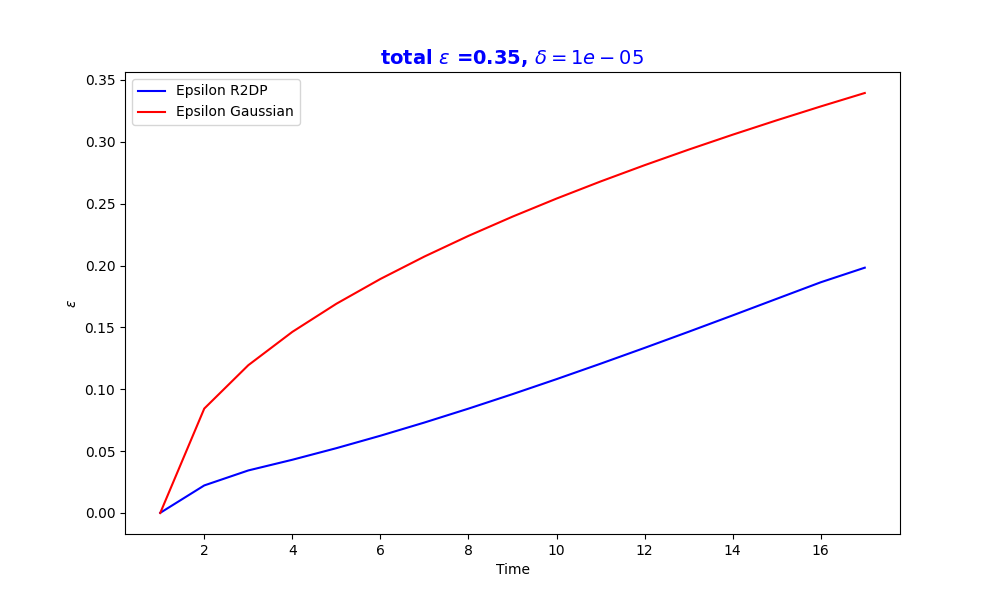 total ε =0.35, δ = 1e − 05
Epsilon R2DP
Epsilon Gaussian
0.35
0.30
0.25
0.20
0.15
0.10
0.05
0.00
ε
2 4 6 8 10 12 14 16
Time